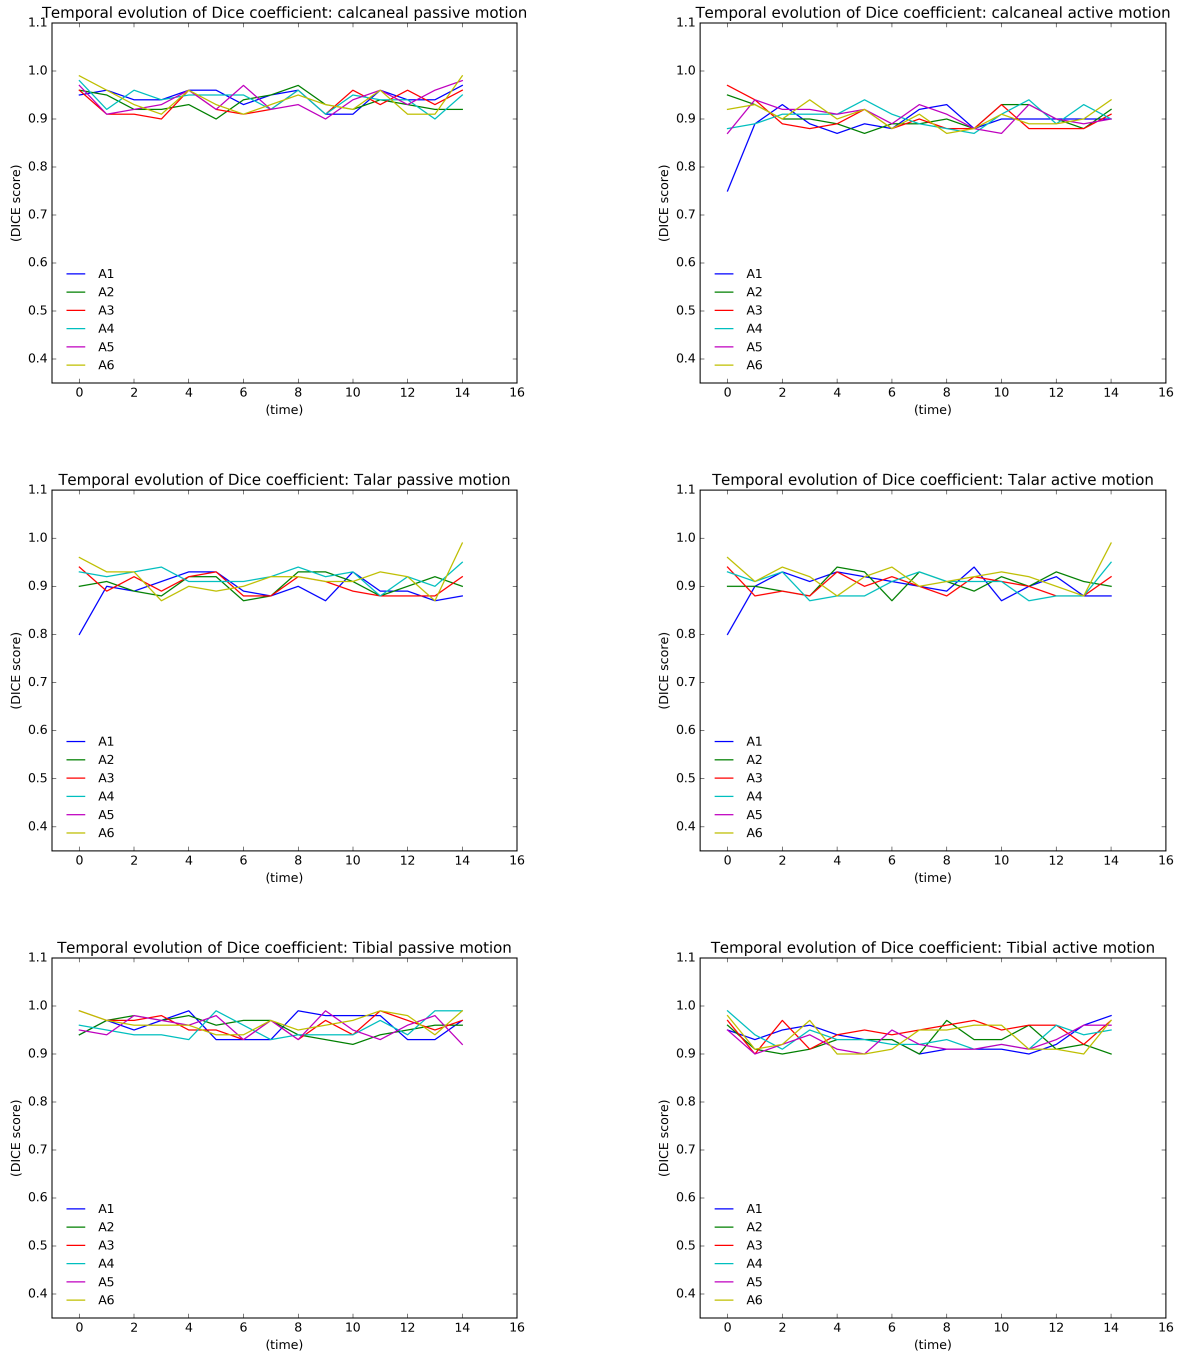 Temporal evolution of Dice coefficient: calcaneal passive motion
1.1
1.0
0.9
0.8
0.7
0.6
0.5
0.4
(DICE score)
A1
A2
A3
A4
A5
A6
0 2 4 6 8 10 12 14 16
(time)
Temporal evolution of Dice coefficient: calcaneal active motion
1.1
1.0
0.9
0.8
0.7
0.6
0.5
0.4
(DICE score)
A1
A2
A3
A4
A5
A6
0 2 4 6 8 10 12 14 16
(time)
Temporal evolution of Dice coefficient: Talar passive motion
1.1
1.0
0.9
0.8
0.7
0.6
0.5
0.4
(DICE score)
A1
A2
A3
A4
A5
A6
0 2 4 6 8 10 12 14 16
(time)
Temporal evolution of Dice coefficient: Talar active motion
1.1
1.0
0.9
0.8
0.7
0.6
0.5
0.4
(DICE score)
A1
A2
A3
A4
A5
A6
0 2 4 6 8 10 12 14 16
(time)
Temporal evolution of Dice coefficient: Tibial passive motion
1.1
1.0
0.9
0.8
0.7
0.6
0.5
0.4
(DICE score)
A1
A2
A3
A4
A5
A6
0 2 4 6 8 10 12 14 16
(time)
Temporal evolution of Dice coefficient: Tibial active motion
1.1
1.0
0.9
0.8
0.7
0.6
0.5
0.4
(DICE score)
A1
A2
A3
A4
A5
A6
0 2 4 6 8 10 12 14 16
(time)